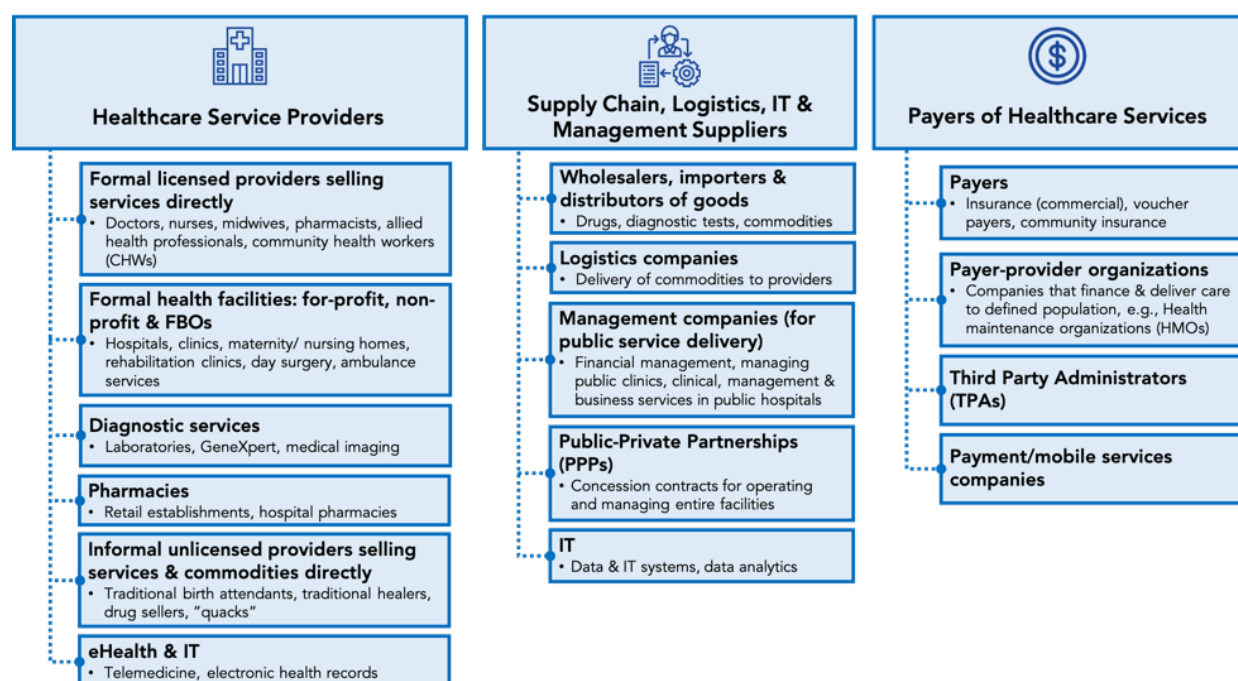 Healthcare Service Providers
Formal licensed providers selling
services directly
• Doctors, nurses, midwives, pharmacists, allied
health professionals, community health workers
(CHWs)
Formal health facilities: for-profit, non-
profit & FBOs
• Hospitals, clinics, maternity/ nursing homes,
rehabilitation clinics, day surgery, ambulance
services
Diagnostic services
• Laboratories, GeneXpert, medical imaging
Pharmacies
• Retail establishments, hospital pharmacies
Informal unlicensed providers selling
services & commodities directly
• Traditional birth attendants, traditional healers,
drug sellers, "quacks"
eHealth & IT
• Telemedicine, electronic health records
Supply Chain, Logistics, IT &
Management Suppliers
Wholesalers, importers &
distributors of goods
• Drugs, diagnostic tests, commodities
Logistics companies
• Delivery of commodities to providers
Management companies (for
public service delivery)
• Financial management, managing
public clinics, clinical, management &
business services in public hospitals
Public-Private Partnerships
(PPPs)
• Concession contracts for operating
and managing entire facilities
IT
• Data & IT systems, data analytics
$
Payers of Healthcare Services
Payers
• Insurance (commercial), voucher
payers, community insurance
Payer-provider organizations
• Companies that finance & deliver care
to defined population, e.g., Health
maintenance organizations (HMOs)
Third Party Administrators
(TPAs)
Payment/mobile services
companies